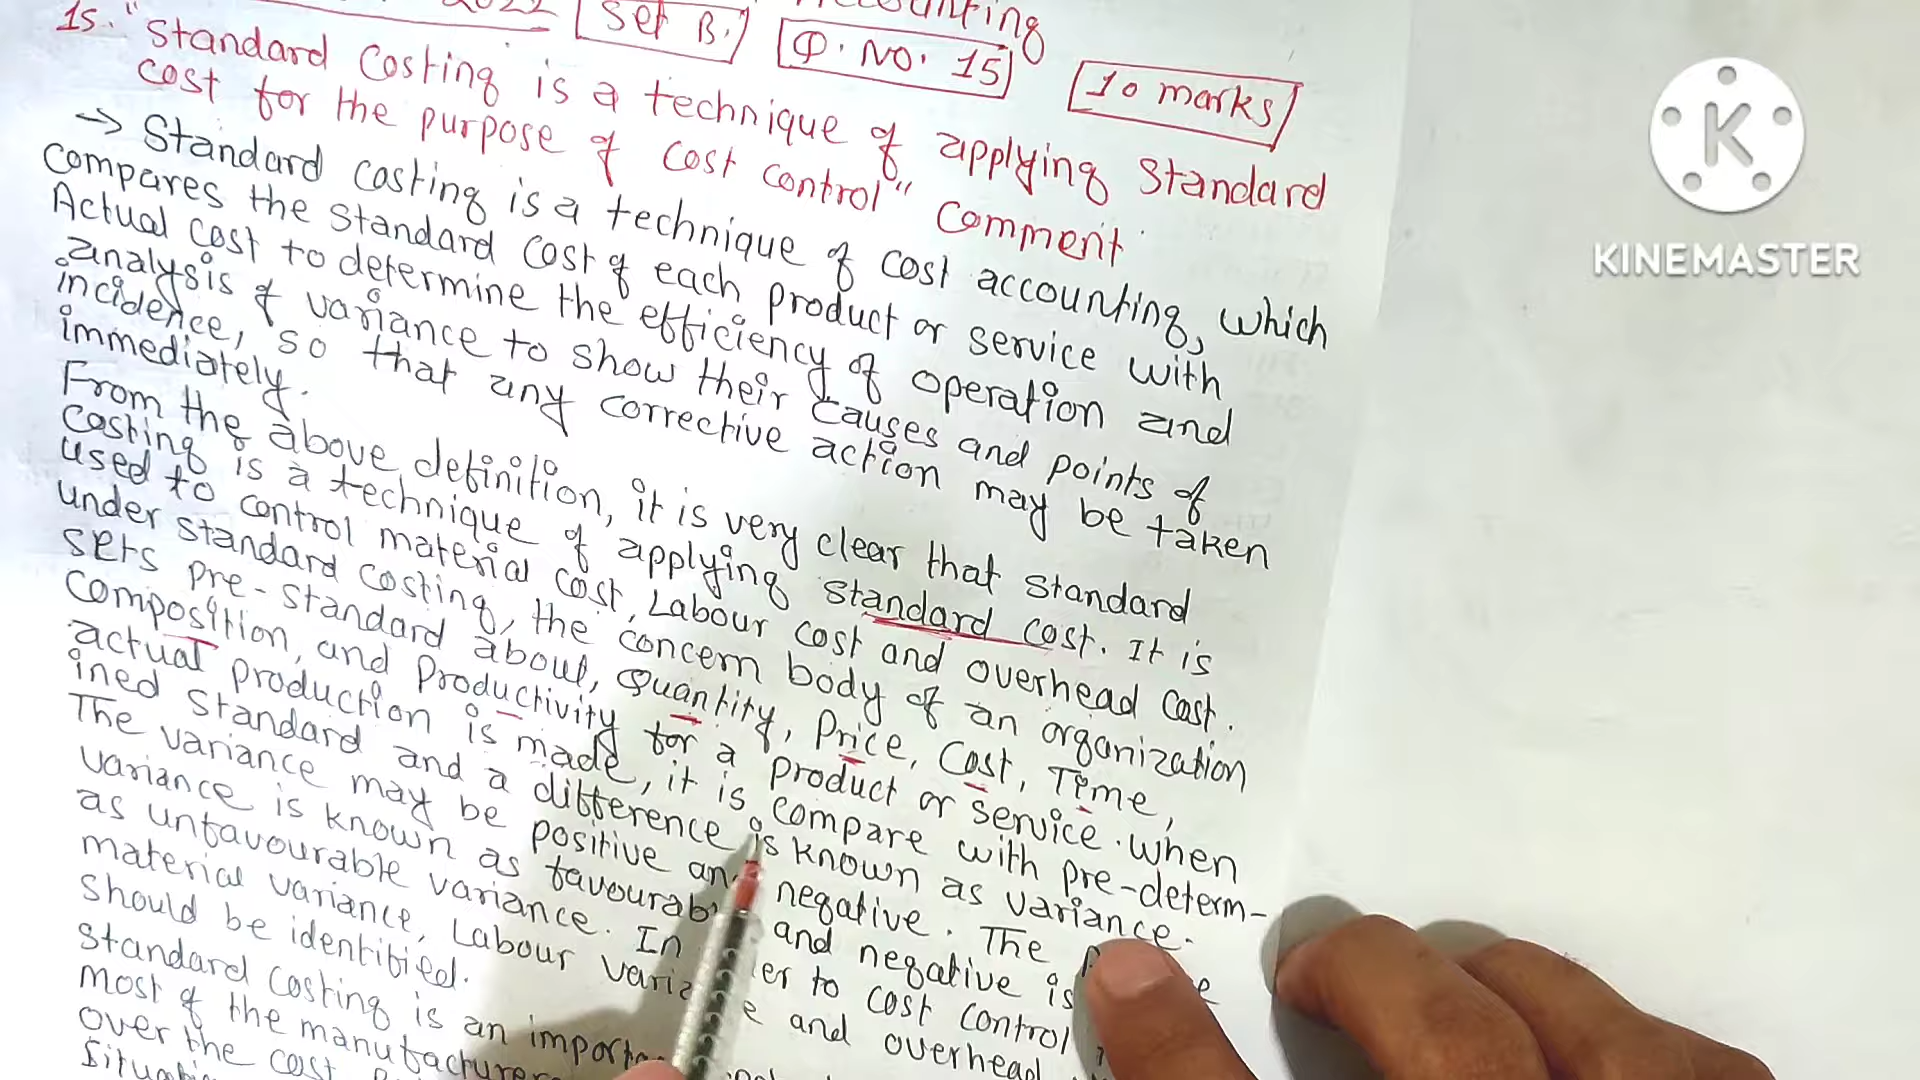 2022 Set B. Q. NO. 15 Accounting 10 marks
15. "Standard Costing is a technique of applying Standard
cost for the purpose of cost control" Comment
→ Standard costing is a technique of cost accounting, which
compares the standard cost of each product or service with
Actual cost to determine the efficiency of operation and
analysis of variance to show their causes and points of
incidence, so that any corrective action may be taken
immediately.
From the above definition, it is very clear that standard
costing is a technique of applying standard cost. It is
used to control material cost, Labour cost and overhead cost.
under standard costing, the concern body of an organization
sets pre-standard about, Quantity, Price, Cost, Time,
composition, and Productivity for a product or service. When
actual production is made, it is compare with pre-determ-
ined standard and a difference is known as variance.
The variance may be positive and negative. The
variance is known as favourable and negative is
as unfavourable variance. In to cost control
material variance, Labour and overhead
should be identified.
Standard costing is an
most of the
over the cost